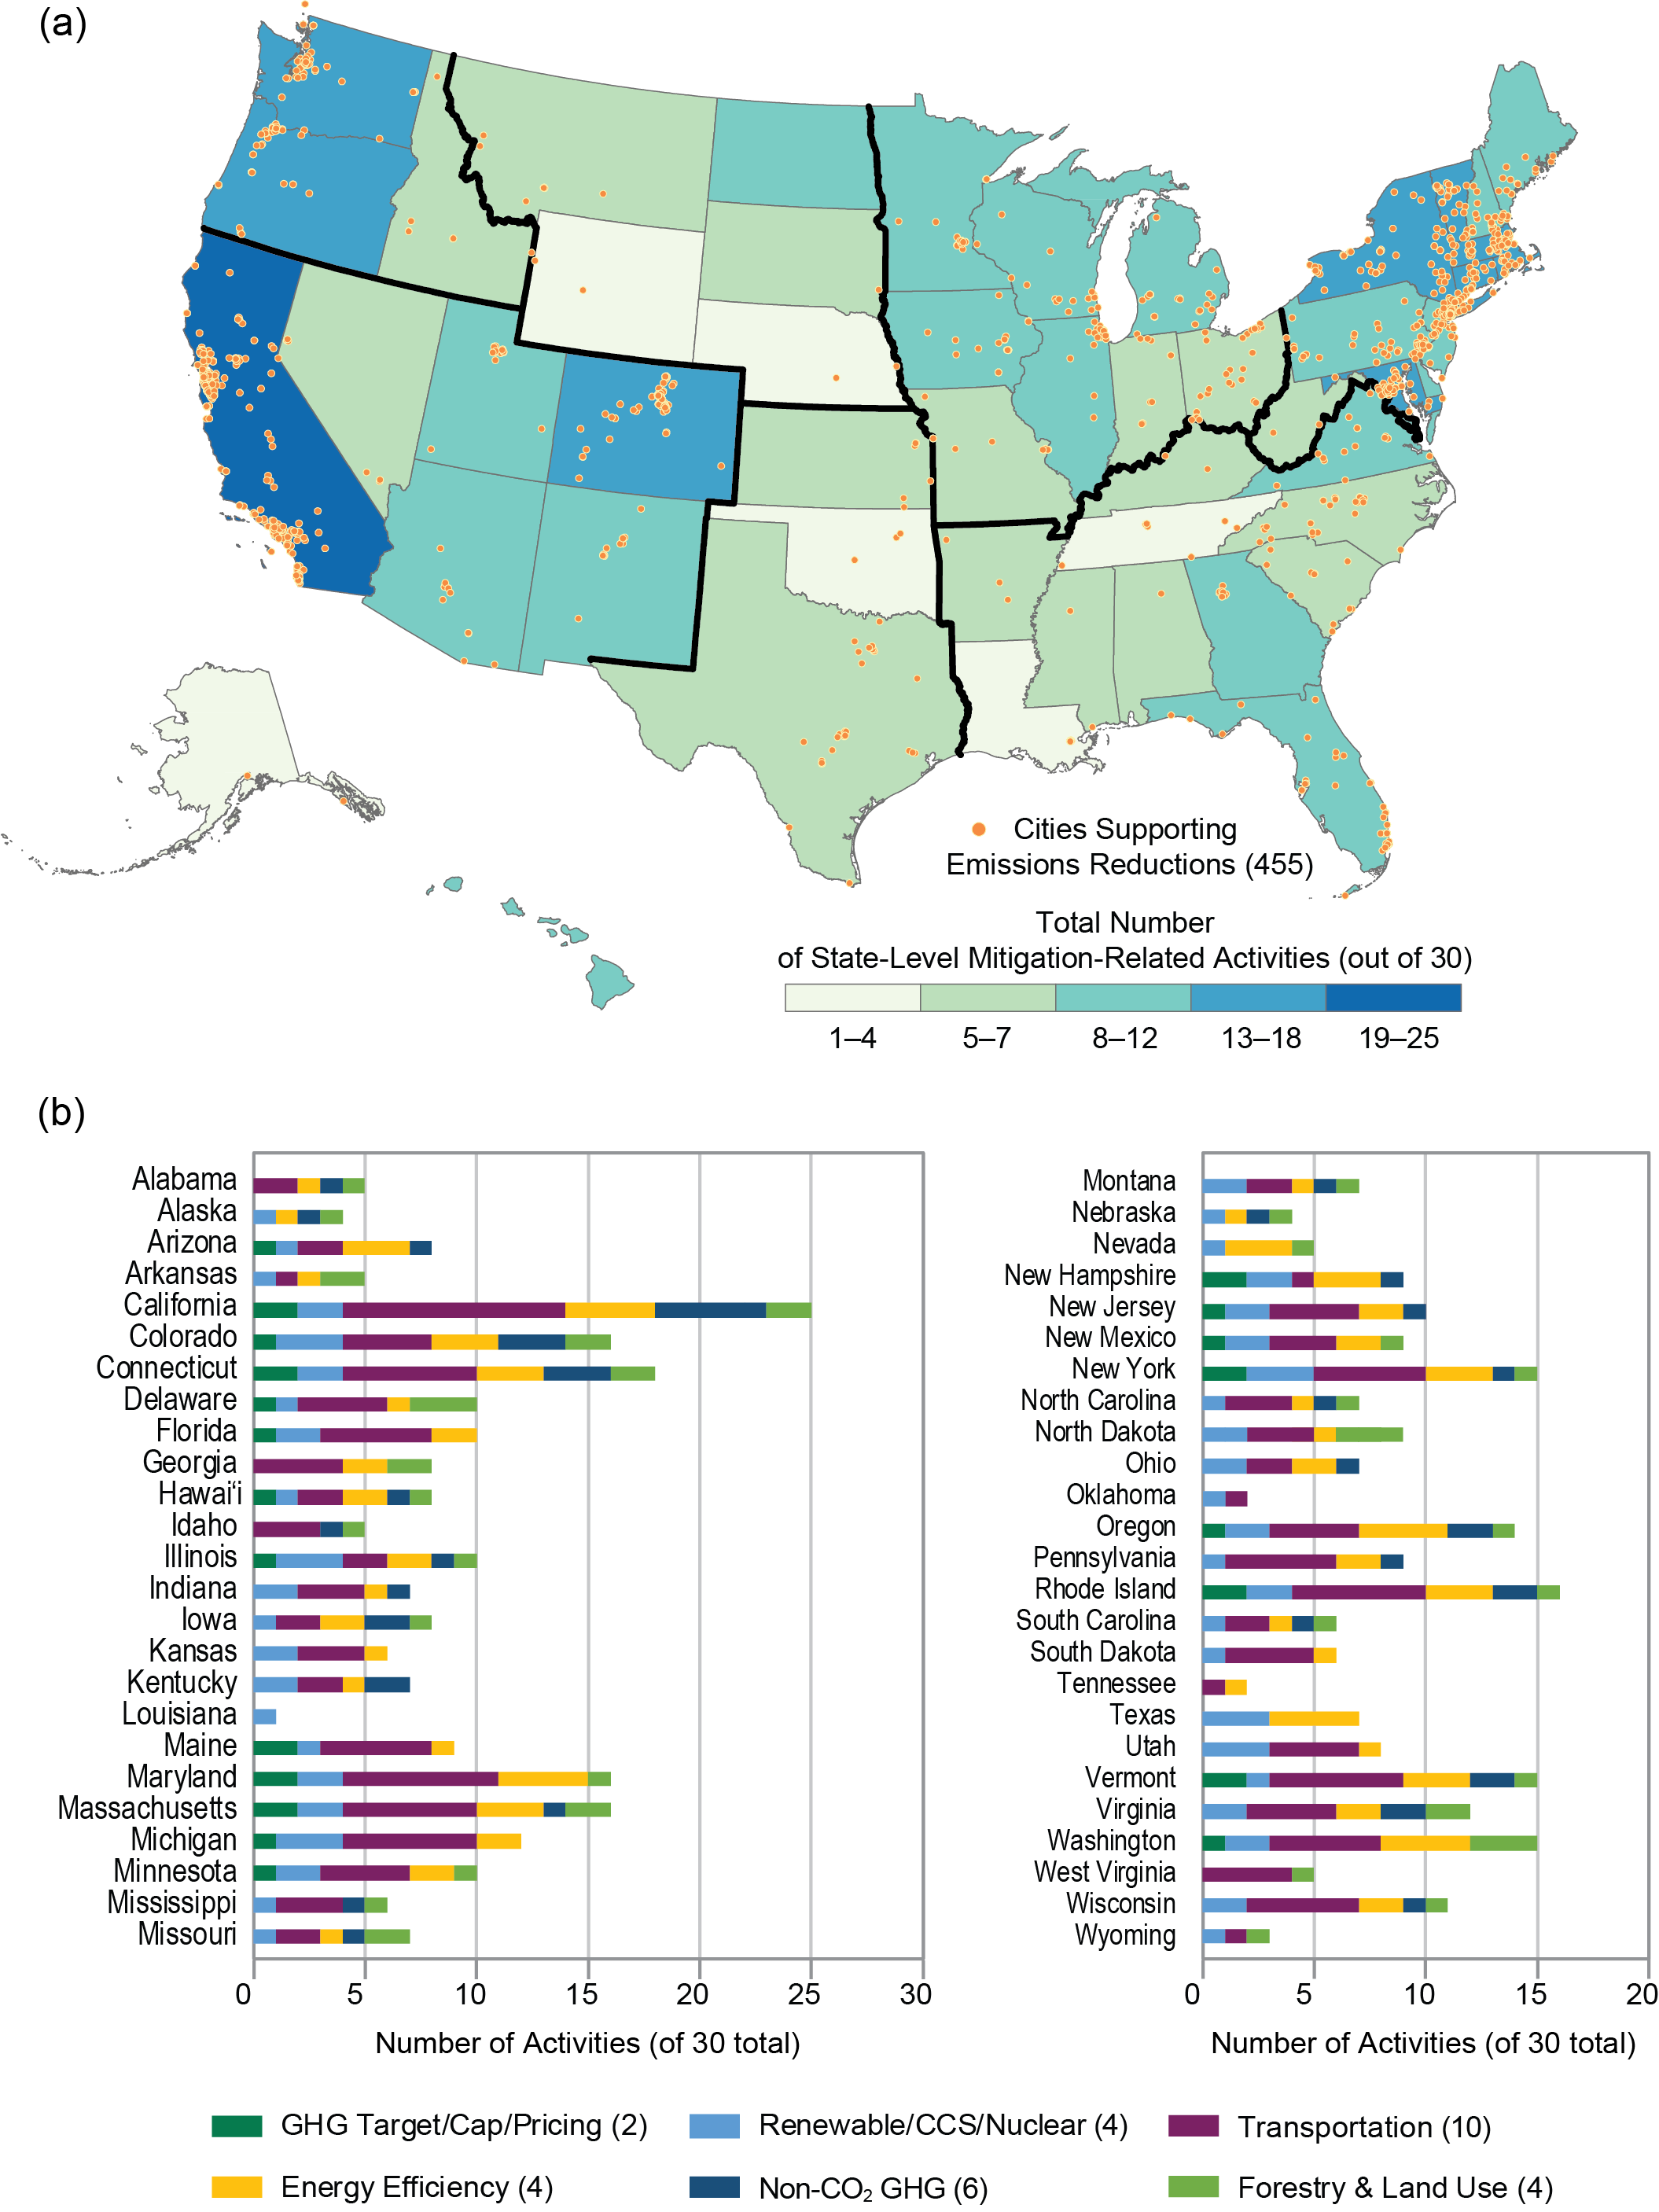 (a)
Cities Supporting
Emissions Reductions (455)
Total Number
of State-Level Mitigation-Related Activities (out of 30)
1–4 5–7 8–12 13–18 19–25
(b)
Alabama
Alaska
Arizona
Arkansas
California
Colorado
Connecticut
Delaware
Florida
Georgia
Hawai‘i
Idaho
Illinois
Indiana
Iowa
Kansas
Kentucky
Louisiana
Maine
Maryland
Massachusetts
Michigan
Minnesota
Mississippi
Missouri
0 5 10 15 20 25 30
Number of Activities (of 30 total)
Montana
Nebraska
Nevada
New Hampshire
New Jersey
New Mexico
New York
North Carolina
North Dakota
Ohio
Oklahoma
Oregon
Pennsylvania
Rhode Island
South Carolina
South Dakota
Tennessee
Texas
Utah
Vermont
Virginia
Washington
West Virginia
Wisconsin
Wyoming
0 5 10 15 20
Number of Activities (of 30 total)
GHG Target/Cap/Pricing (2) Renewable/CCS/Nuclear (4) Transportation (10)
Energy Efficiency (4) Non-CO₂ GHG (6) Forestry & Land Use (4)